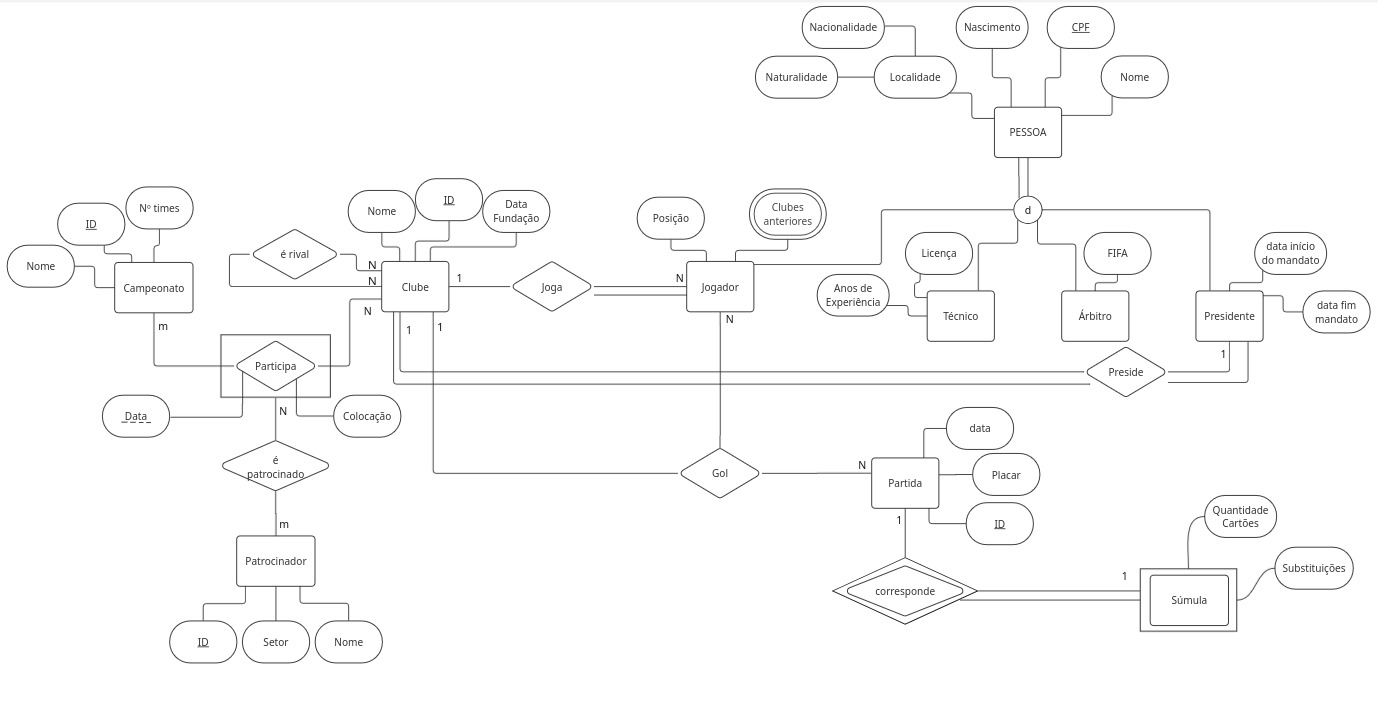 Nacionalidade
Nascimento
CPF
Naturalidade
Localidade
Nome
PESSOA
d
Nº times
ID
Nome
Campeonato
m
Nome
ID
Data
Fundação
é rival
N
N
N
Clube
1
1
1
Joga
N
Posição
Clubes
anteriores
Jogador
N
Licença
Anos de
Experiência
Técnico
FIFA
Árbitro
data início
do mandato
data fim
mandato
Presidente
1
Preside
Participa
Data
Colocação
N
é
patrocinado
m
Patrocinador
ID
Setor
Nome
Gol
N
Partida
data
Placar
ID
1
corresponde
1
Súmula
Quantidade
Cartões
Substituições